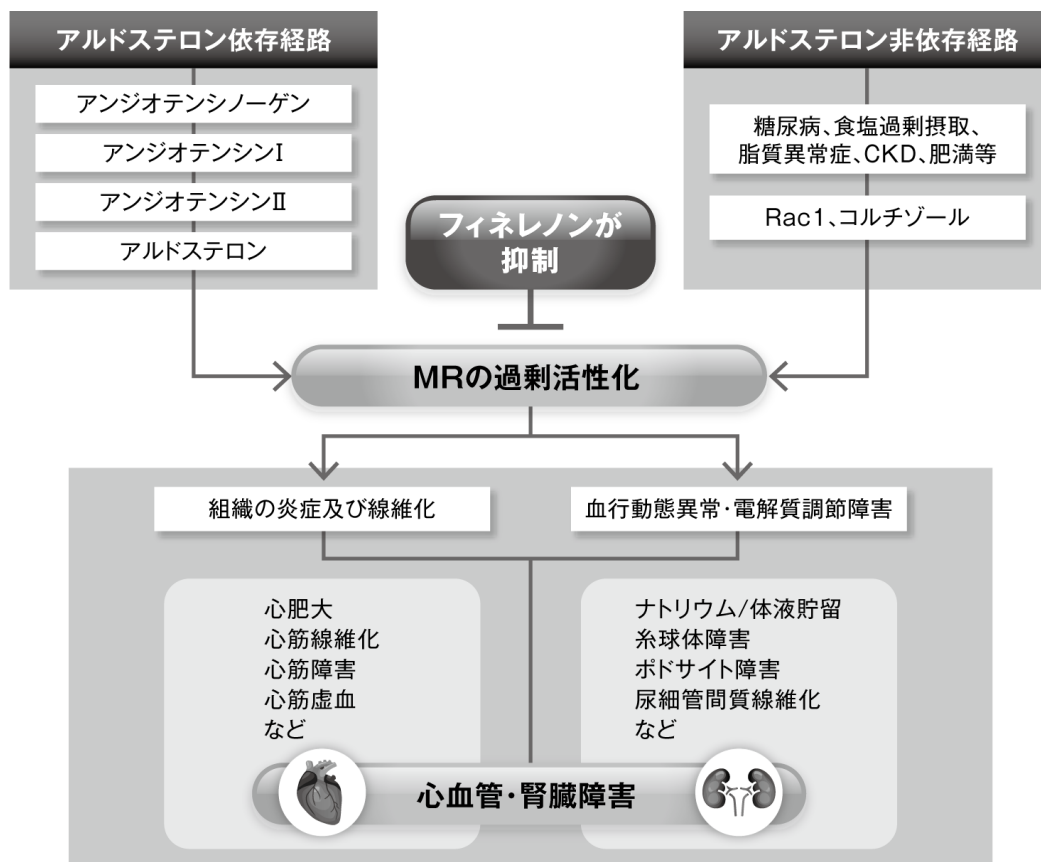 アルドステロン依存経路
アンジオテンシノーゲン
アンジオテンシンI
アンジオテンシンII
アルドステロン
アルドステロン非依存経路
糖尿病、食塩過剰摂取、
脂質異常症、CKD、肥満等
Rac1、コルチゾール
フィネレノンが
抑制
MRの過剰活性化
組織の炎症及び線維化
血行動態異常・電解質調節障害
心肥大
心筋線維化
心筋障害
心筋虚血
など
ナトリウム/体液貯留
糸球体障害
ポドサイト障害
尿細管間質線維化
など
心血管・腎臓障害